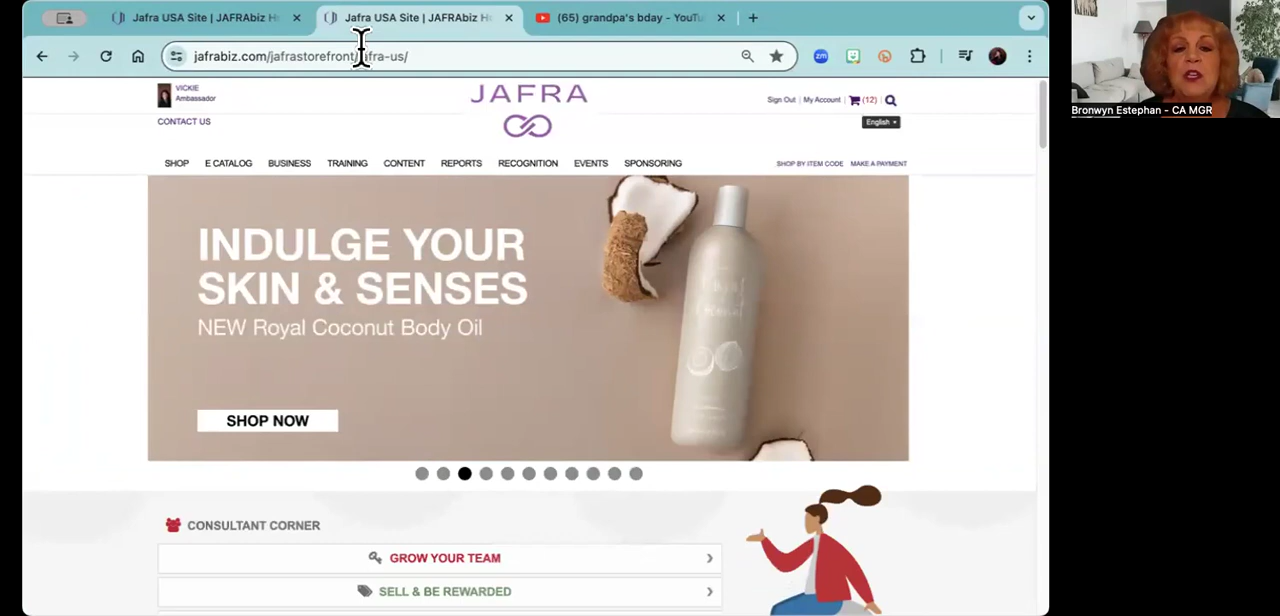 Jafra USA Site | JAFRAbiz H
Jafra USA Site | JAFRAbiz H
(65) grandpa's bday - YouTu
jafrabiz.com/jafrastorefront/jafra-us/
zm
VICKIE
Ambassador
CONTACT US
JAFRA
Sign Out | My Account | (12)
English
SHOP E CATALOG BUSINESS TRAINING CONTENT REPORTS RECOGNITION EVENTS SPONSORING
SHOP BY ITEM CODE MAKE A PAYMENT
INDULGE YOUR
SKIN & SENSES
NEW Royal Coconut Body Oil
SHOP NOW
CONSULTANT CORNER
GROW YOUR TEAM
SELL & BE REWARDED
Bronwyn Estephan - CA MGR